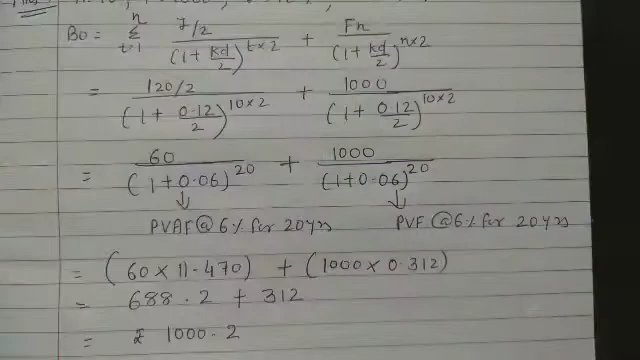 B0 = n Σ t=1 I/2 / (1 + kd/2)^t×2 + Fn / (1 + kd/2)^n×2
= 120/2 / (1 + 0.12/2)^10×2 + 1000 / (1 + 0.12/2)^10×2
= 60 / (1+0.06)^20 + 1000 / (1+0.06)^20
↓ ↓
PVAF @ 6% for 20 yrs PVF @ 6% for 20 yrs
= (60 × 11.470) + (1000 × 0.312)
= 688.2 + 312
= ₹ 1000.2